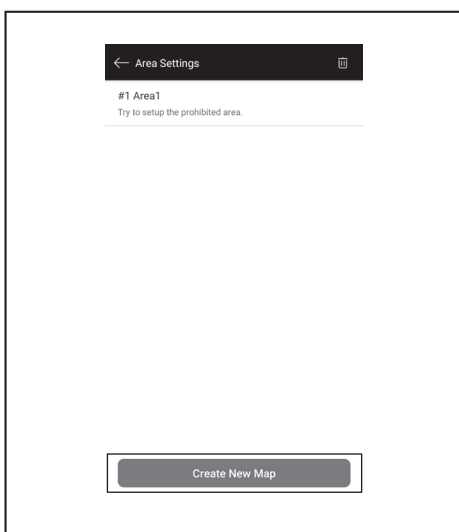 Area Settings
#1 Area1
Try to setup the prohibited area.
Create New Map